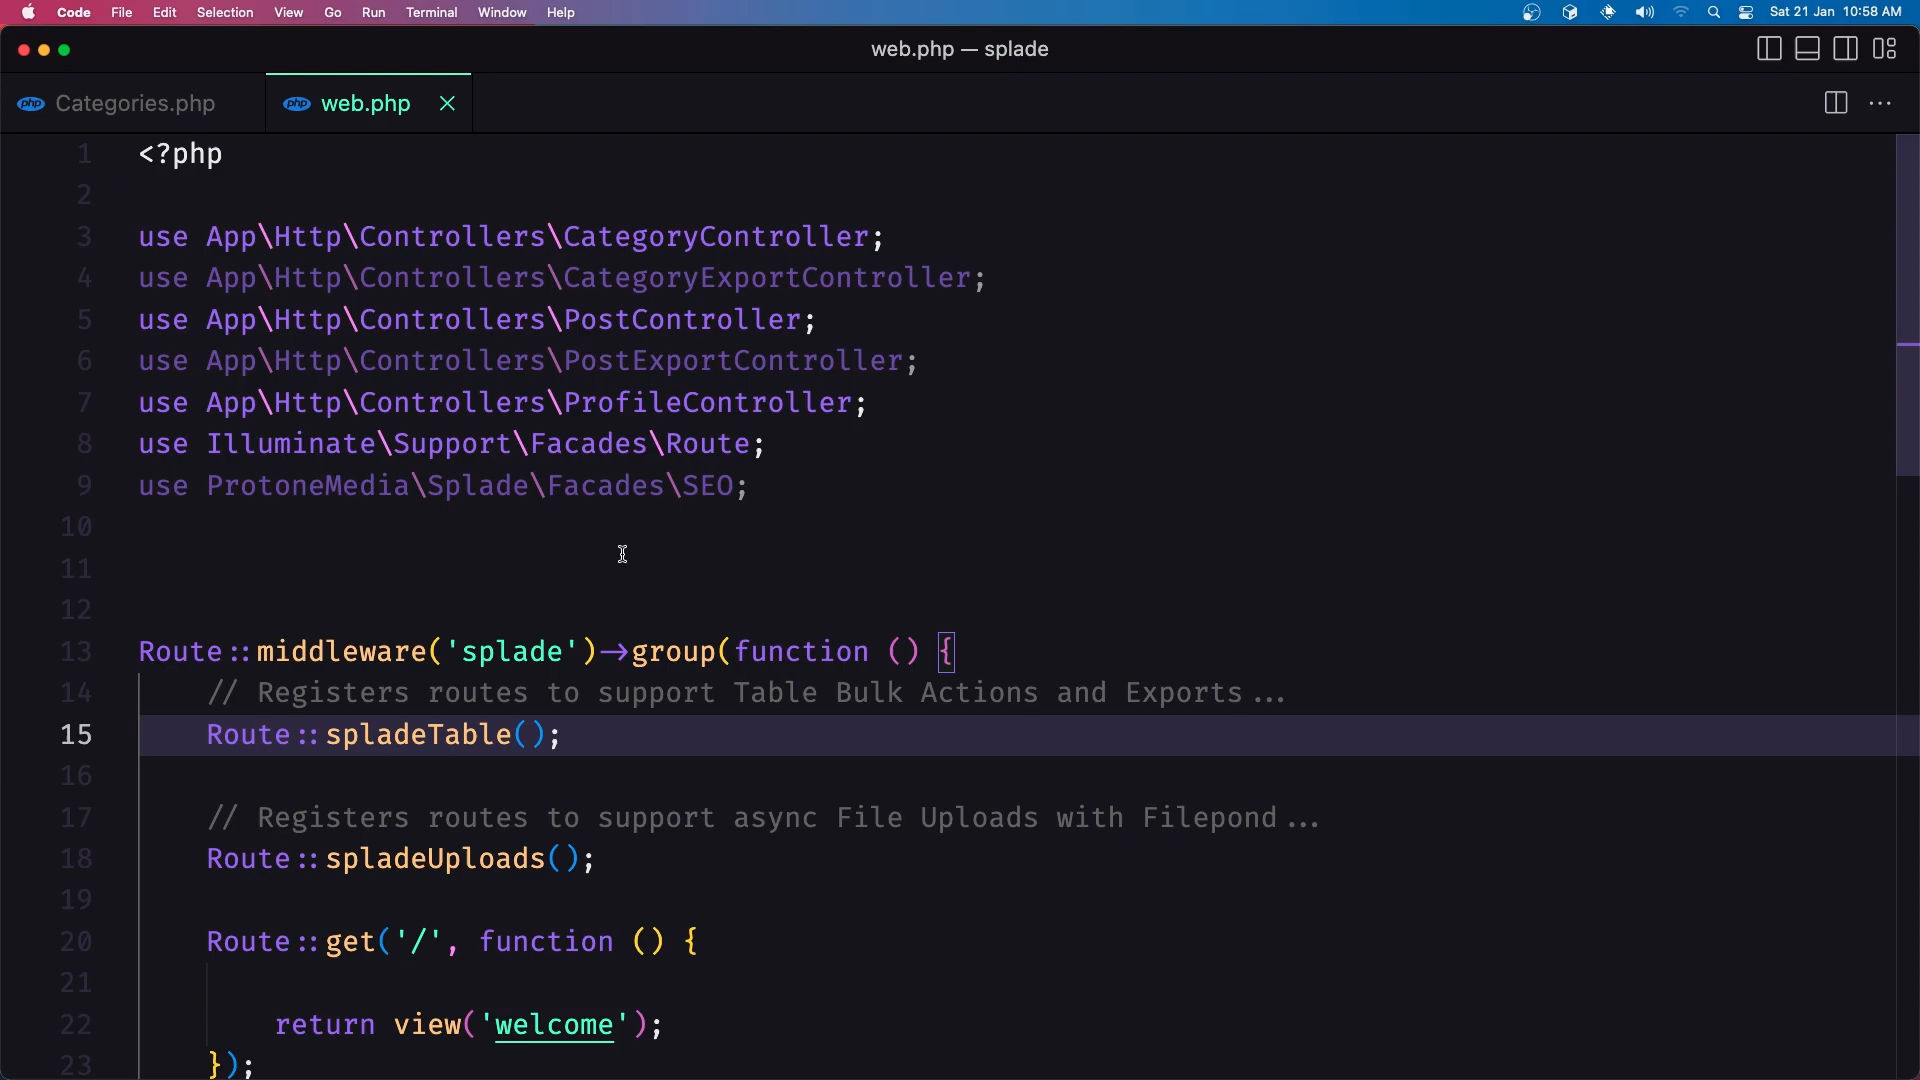 Code File Edit Selection View Go Run Terminal Window Help Sat 21 Jan 10:58 AM
web.php — splade
php Categories.php php web.php
1 <?php
2
3 use App\Http\Controllers\CategoryController;
4 use App\Http\Controllers\CategoryExportController;
5 use App\Http\Controllers\PostController;
6 use App\Http\Controllers\PostExportController;
7 use App\Http\Controllers\ProfileController;
8 use Illuminate\Support\Facades\Route;
9 use ProtoneMedia\Splade\Facades\SEO;
10
11
12
13 Route::middleware('splade')->group(function () {
14 // Registers routes to support Table Bulk Actions and Exports...
15 Route::spladeTable();
16
17 // Registers routes to support async File Uploads with Filepond...
18 Route::spladeUploads();
19
20 Route::get('/', function () {
21
22 return view('welcome');
23 });